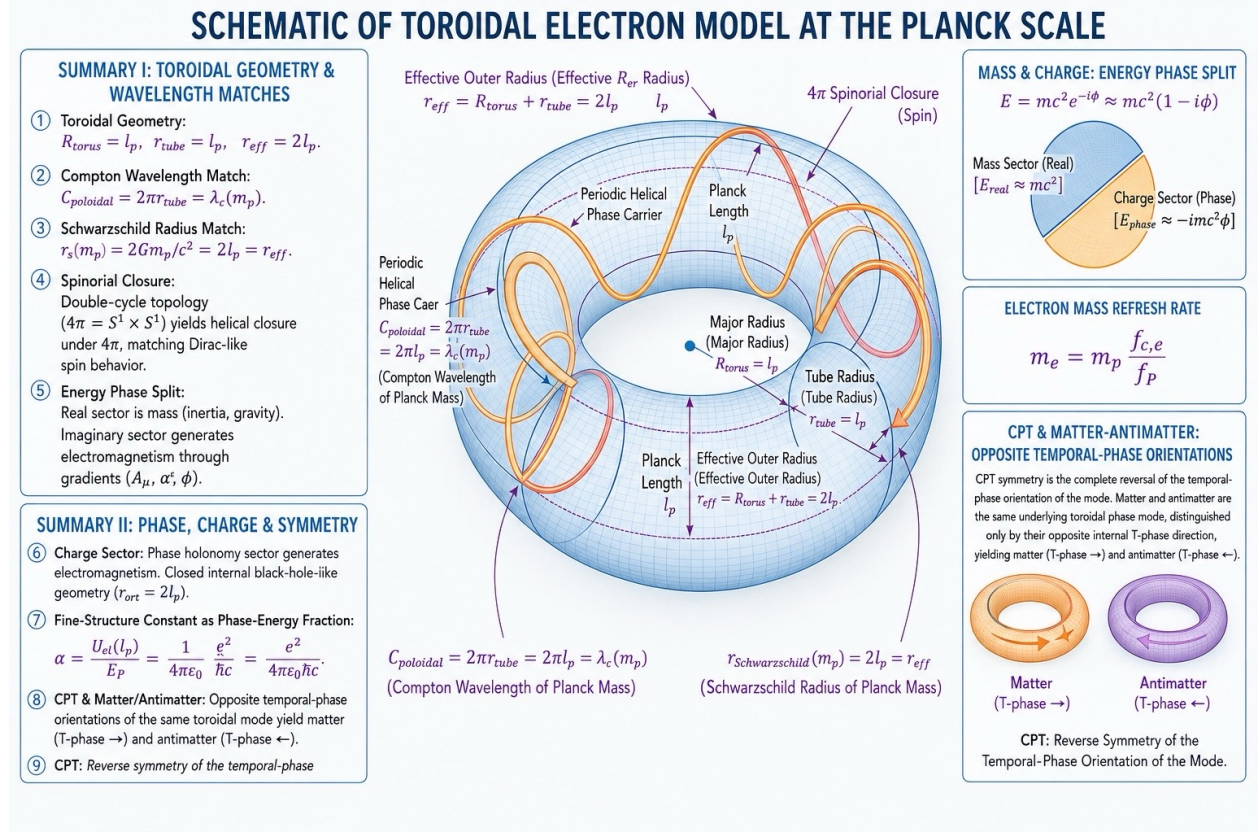 SCHEMATIC OF TOROIDAL ELECTRON MODEL AT THE PLANCK SCALE
SUMMARY I: TOROIDAL GEOMETRY &
WAVELENGTH MATCHES
① Toroidal Geometry:
R_torus = l_p, r_tube = l_p, r_eff = 2l_p.
② Compton Wavelength Match:
C_poloidal = 2πr_tube = λ_c(m_p).
③ Schwarzschild Radius Match:
r_s(m_p) = 2Gm_p/c² = 2l_p = r_eff.
④ Spinorial Closure:
Double-cycle topology
(4π = S¹ × S¹) yields helical closure
under 4π, matching Dirac-like
spin behavior.
⑤ Energy Phase Split:
Real sector is mass (inertia, gravity).
Imaginary sector generates
electromagnetism through
gradients (A_μ, α^ε, ϕ).
SUMMARY II: PHASE, CHARGE & SYMMETRY
⑥ Charge Sector: Phase holonomy sector generates
electromagnetism. Closed internal black-hole-like
geometry (r_ort = 2l_p).
⑦ Fine-Structure Constant as Phase-Energy Fraction:
α = U_el(l_p)/E_P = 1/4πε₀ e²/ħc = e²/4πε₀ħc.
⑧ CPT & Matter/Antimatter: Opposite temporal-phase
orientations of the same toroidal mode yield matter
(T-phase →) and antimatter (T-phase ←).
⑨ CPT: Reverse symmetry of the temporal-phase
Effective Outer Radius (Effective R_er Radius)
r_eff = R_torus + r_tube = 2l_p l_p
4π Spinorial Closure
(Spin)
Periodic Helical
Phase Carrier
Planck
Length
l_p
Periodic
Helical
Phase Caer
C_poloidal = 2πr_tube
= 2πl_p = λ_c(m_p)
(Compton Wavelength
of Planck Mass)
Major Radius
(Major Radius)
R_torus = l_p
Tube Radius
(Tube Radius)
r_tube = l_p
Planck
Length
l_p
Effective Outer Radius
(Effective Outer Radius)
r_eff = R_torus + r_tube = 2l_p.
C_poloidal = 2πr_tube = 2πl_p = λ_c(m_p)
(Compton Wavelength of Planck Mass)
r_Schwarzschild(m_p) = 2l_p = r_eff
(Schwarzschild Radius of Planck Mass)
MASS & CHARGE: ENERGY PHASE SPLIT
E = mc²e^{−iϕ} ≈ mc²(1 − iϕ)
Mass Sector (Real)
[E_real ≈ mc²]
Charge Sector (Phase)
[E_phase ≈ −imc²ϕ]
ELECTRON MASS REFRESH RATE
m_e = m_p f_c,e/f_P
CPT & MATTER-ANTIMATTER:
OPPOSITE TEMPORAL-PHASE ORIENTATIONS
CPT symmetry is the complete reversal of the temporal-
phase orientation of the mode. Matter and antimatter are
the same underlying toroidal phase mode, distinguished
only by their opposite internal T-phase direction,
yielding matter (T-phase →) and antimatter (T-phase ←).
Matter
(T-phase →)
Antimatter
(T-phase ←)
CPT: Reverse Symmetry of the
Temporal-Phase Orientation of the Mode.